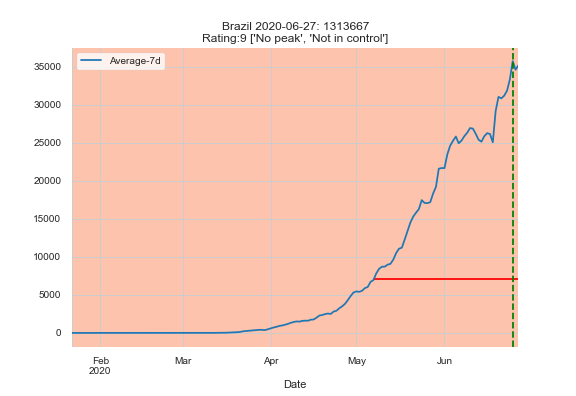 Brazil 2020-06-27: 1313667
Rating:9 ['No peak', 'Not in control']
Average-7d
35000
30000
25000
20000
15000
10000
5000
0
Feb
2020
Mar
Apr
May
Jun
Date